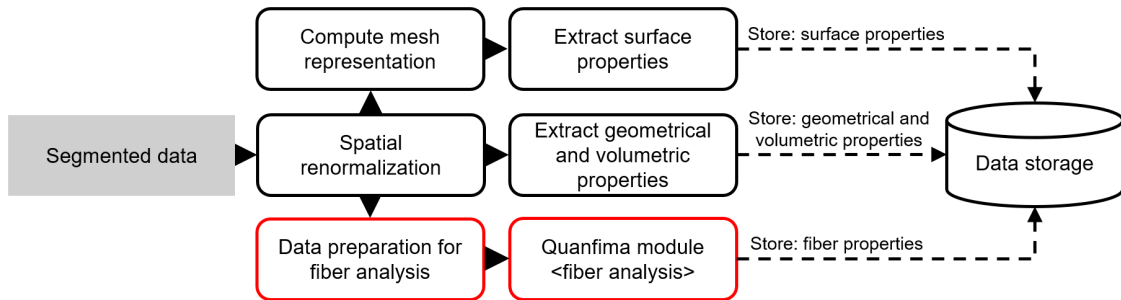 Compute mesh
representation
Extract surface
properties
Store: surface properties
Segmented data
Spatial
renormalization
Extract geometrical
and volumetric
properties
Store: geometrical and
volumetric properties
Data storage
Data preparation for
fiber analysis
Quanfima module
<fiber analysis>
Store: fiber properties